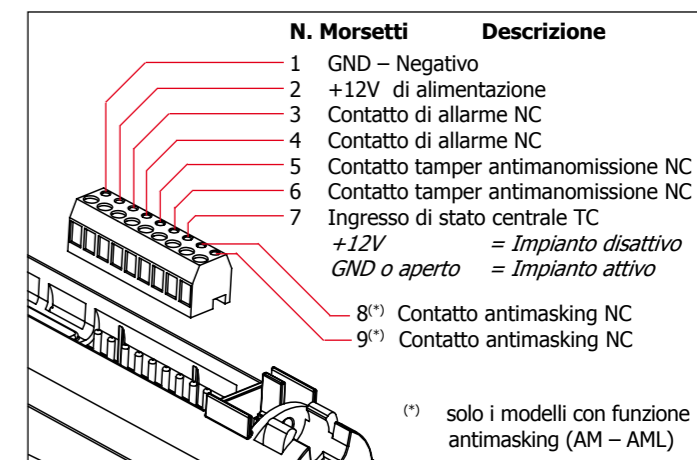 N. Morsetti Descrizione
1 GND – Negativo
2 +12V di alimentazione
3 Contatto di allarme NC
4 Contatto di allarme NC
5 Contatto tamper antimanomissione NC
6 Contatto tamper antimanomissione NC
7 Ingresso di stato centrale TC
+12V = Impianto disattivo
GND o aperto = Impianto attivo
8(*) Contatto antimasking NC
9(*) Contatto antimasking NC
(*) solo i modelli con funzione
antimasking (AM – AML)